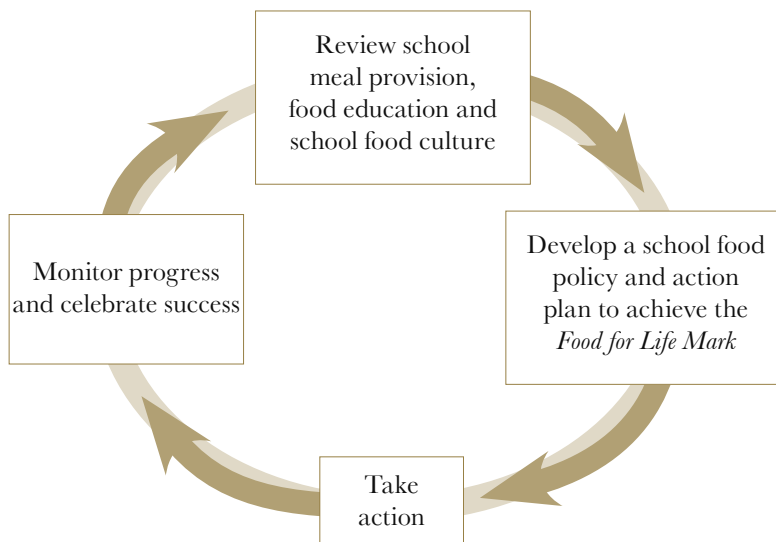 Review school
meal provision,
food education and
school food culture
Develop a school food
policy and action
plan to achieve the
Food for Life Mark
Take
action
Monitor progress
and celebrate success